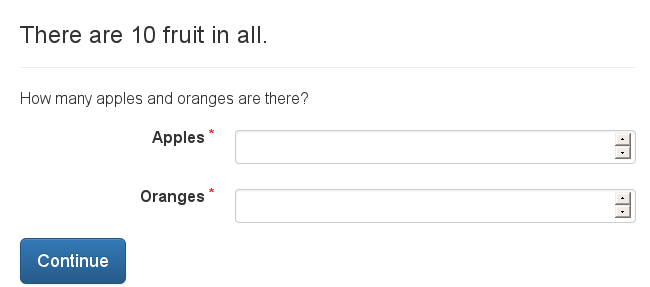 There are 10 fruit in all.
How many apples and oranges are there?
Apples *
Oranges *
Continue